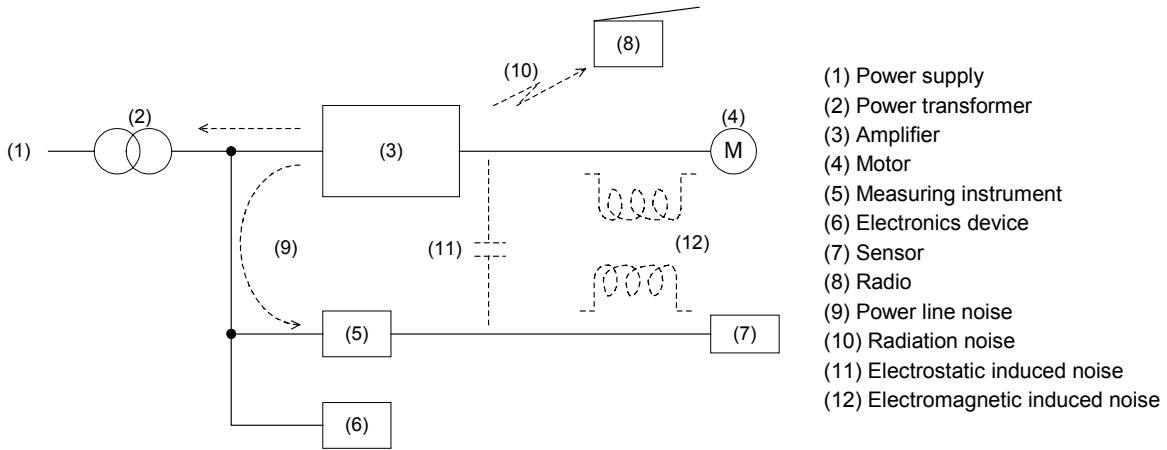 (8)
(10)
(2)
(4)
(1)
(3)
M
(9)
(11)
(12)
(5)
(7)
(6)
(1) Power supply
(2) Power transformer
(3) Amplifier
(4) Motor
(5) Measuring instrument
(6) Electronics device
(7) Sensor
(8) Radio
(9) Power line noise
(10) Radiation noise
(11) Electrostatic induced noise
(12) Electromagnetic induced noise